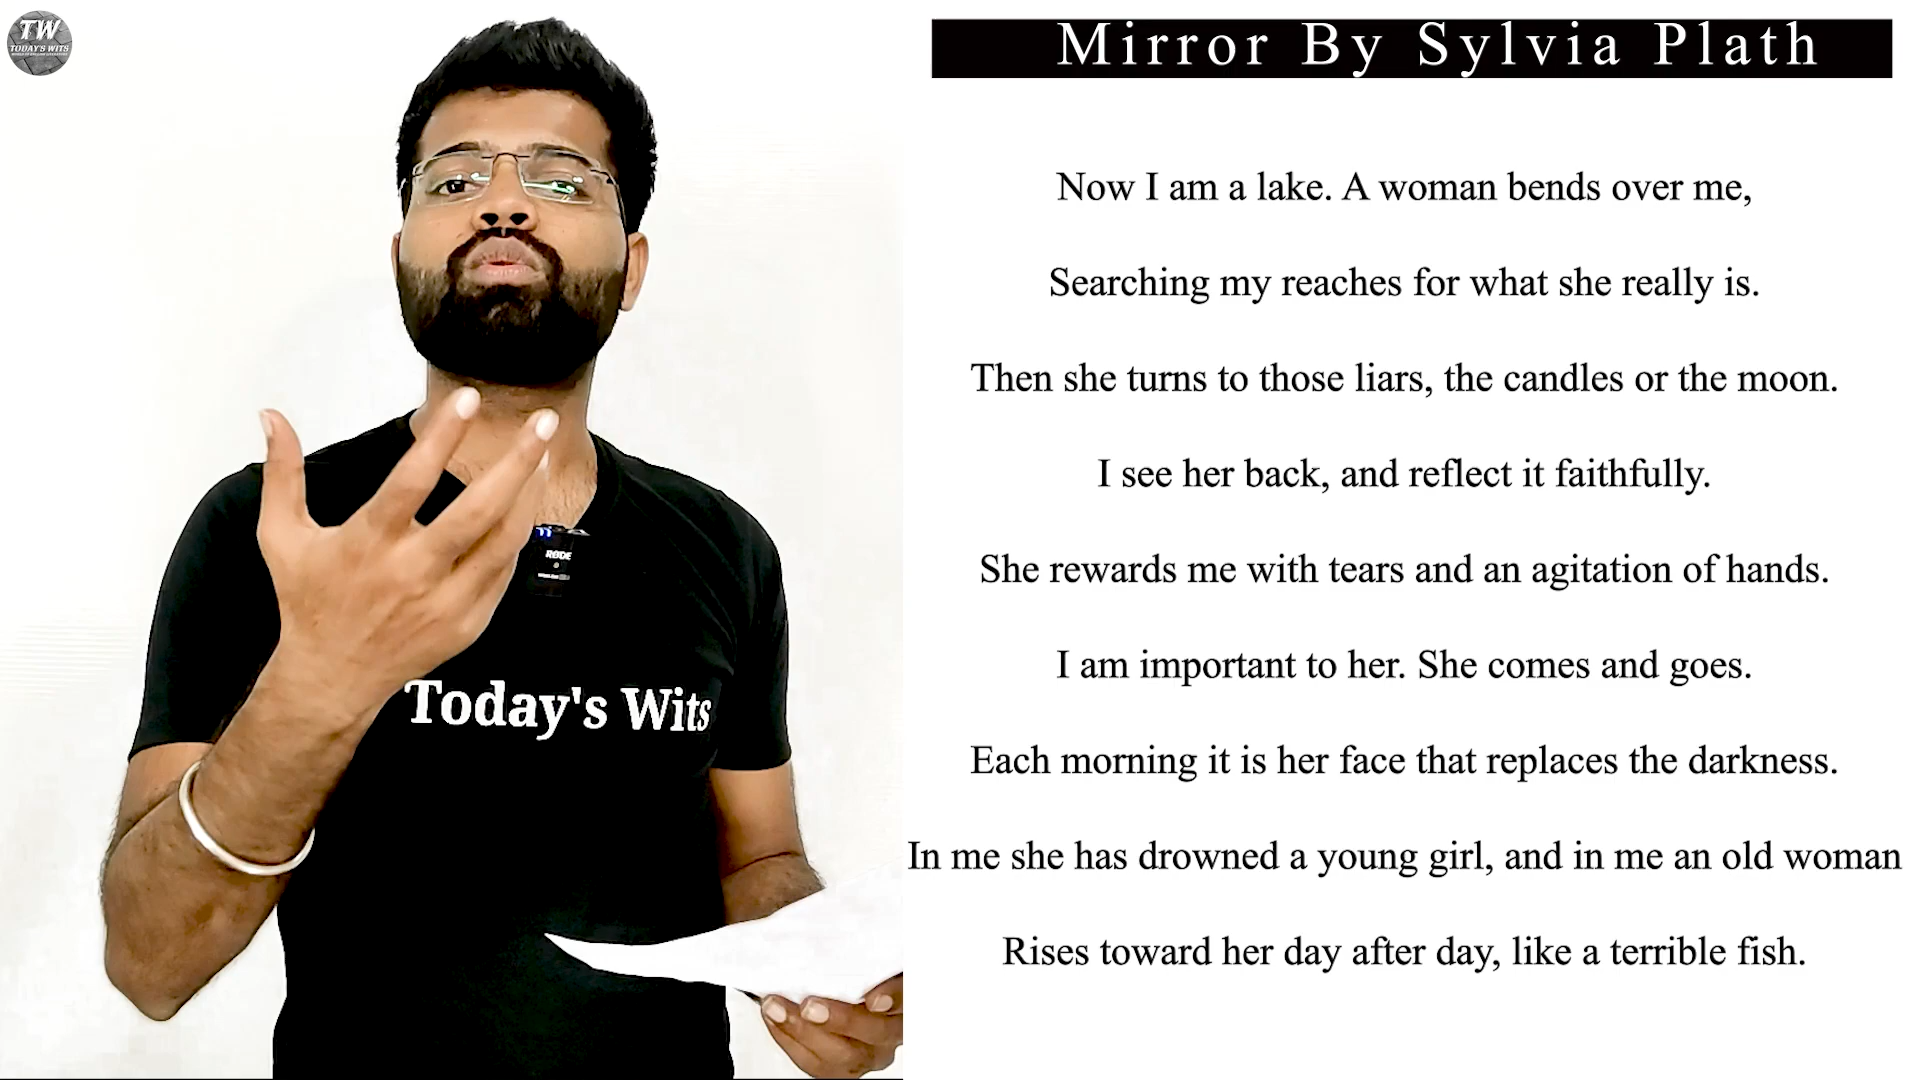 TW
TODAY'S WITS
Mirror By Sylvia Plath
Now I am a lake. A woman bends over me,
Searching my reaches for what she really is.
Then she turns to those liars, the candles or the moon.
I see her back, and reflect it faithfully.
She rewards me with tears and an agitation of hands.
I am important to her. She comes and goes.
Each morning it is her face that replaces the darkness.
In me she has drowned a young girl, and in me an old woman
Rises toward her day after day, like a terrible fish.
RØDE
Today's Wits